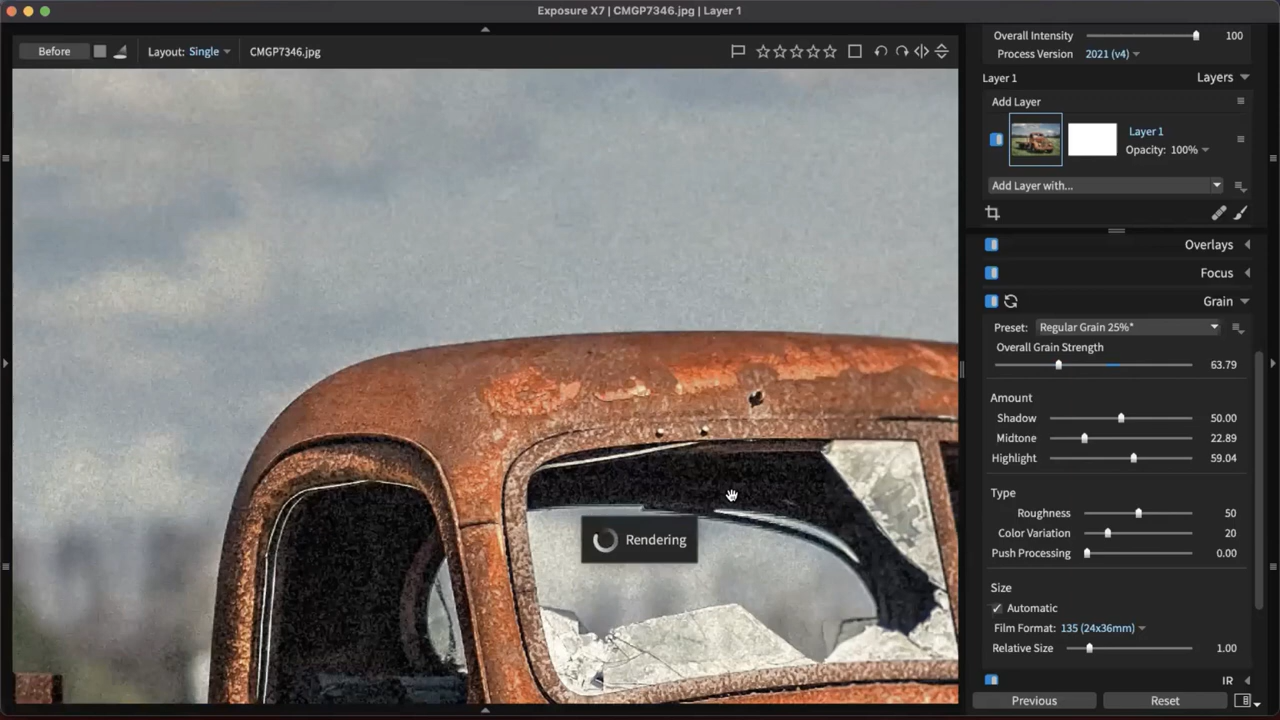 Exposure X7 | CMGP7346.jpg | Layer 1
Before
Layout: Single
CMGP7346.jpg
Overall Intensity 100
Process Version 2021 (v4)
Layer 1 Layers
Add Layer
Layer 1
Opacity: 100%
Add Layer with...
Overlays
Focus
Grain
Preset: Regular Grain 25%*
Overall Grain Strength
63.79
Amount
Shadow 50.00
Midtone 22.89
Highlight 59.04
Type
Roughness 50
Color Variation 20
Push Processing 0.00
Size
Automatic
Film Format: 135 (24x36mm)
Relative Size 1.00
IR
Previous Reset
Rendering